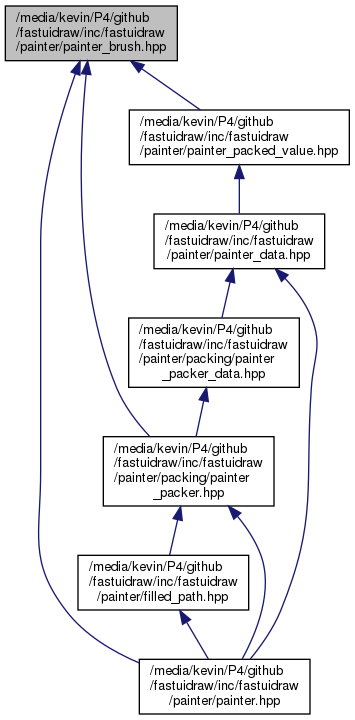 /media/kevin/P4/github
/fastuidraw/inc/fastuidraw
/painter/painter_brush.hpp
/media/kevin/P4/github
/fastuidraw/inc/fastuidraw
/painter/painter_packed_value.hpp
/media/kevin/P4/github
/fastuidraw/inc/fastuidraw
/painter/painter_data.hpp
/media/kevin/P4/github
/fastuidraw/inc/fastuidraw
/painter/packing/painter
_packer_data.hpp
/media/kevin/P4/github
/fastuidraw/inc/fastuidraw
/painter/packing/painter
_packer.hpp
/media/kevin/P4/github
/fastuidraw/inc/fastuidraw
/painter/filled_path.hpp
/media/kevin/P4/github
/fastuidraw/inc/fastuidraw
/painter/painter.hpp